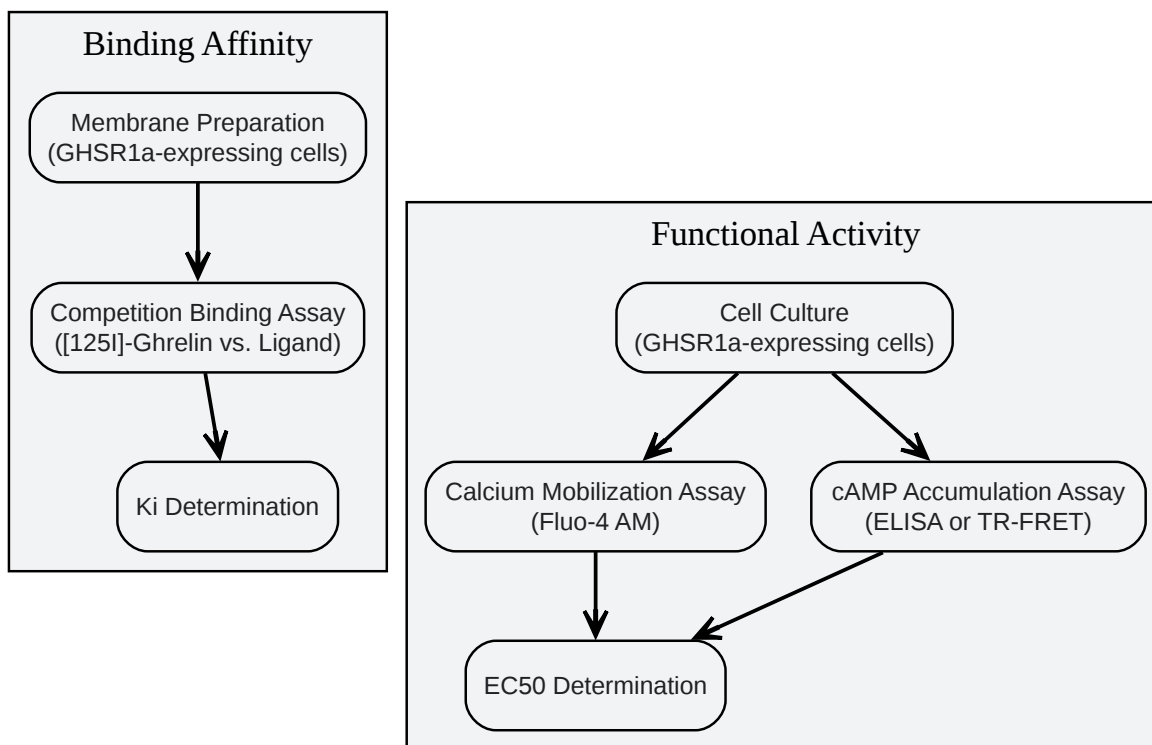 Binding Affinity
Membrane Preparation
(GHSR1a-expressing cells)
Competition Binding Assay
([125I]-Ghrelin vs. Ligand)
Ki Determination
Functional Activity
Cell Culture
(GHSR1a-expressing cells)
Calcium Mobilization Assay
(Fluo-4 AM)
cAMP Accumulation Assay
(ELISA or TR-FRET)
EC50 Determination